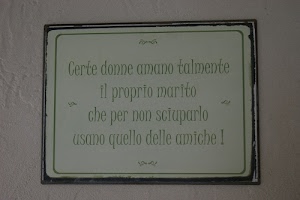 Certe donne amano talmente
il proprio marito
che per non sciuparlo
usano quello delle amiche !